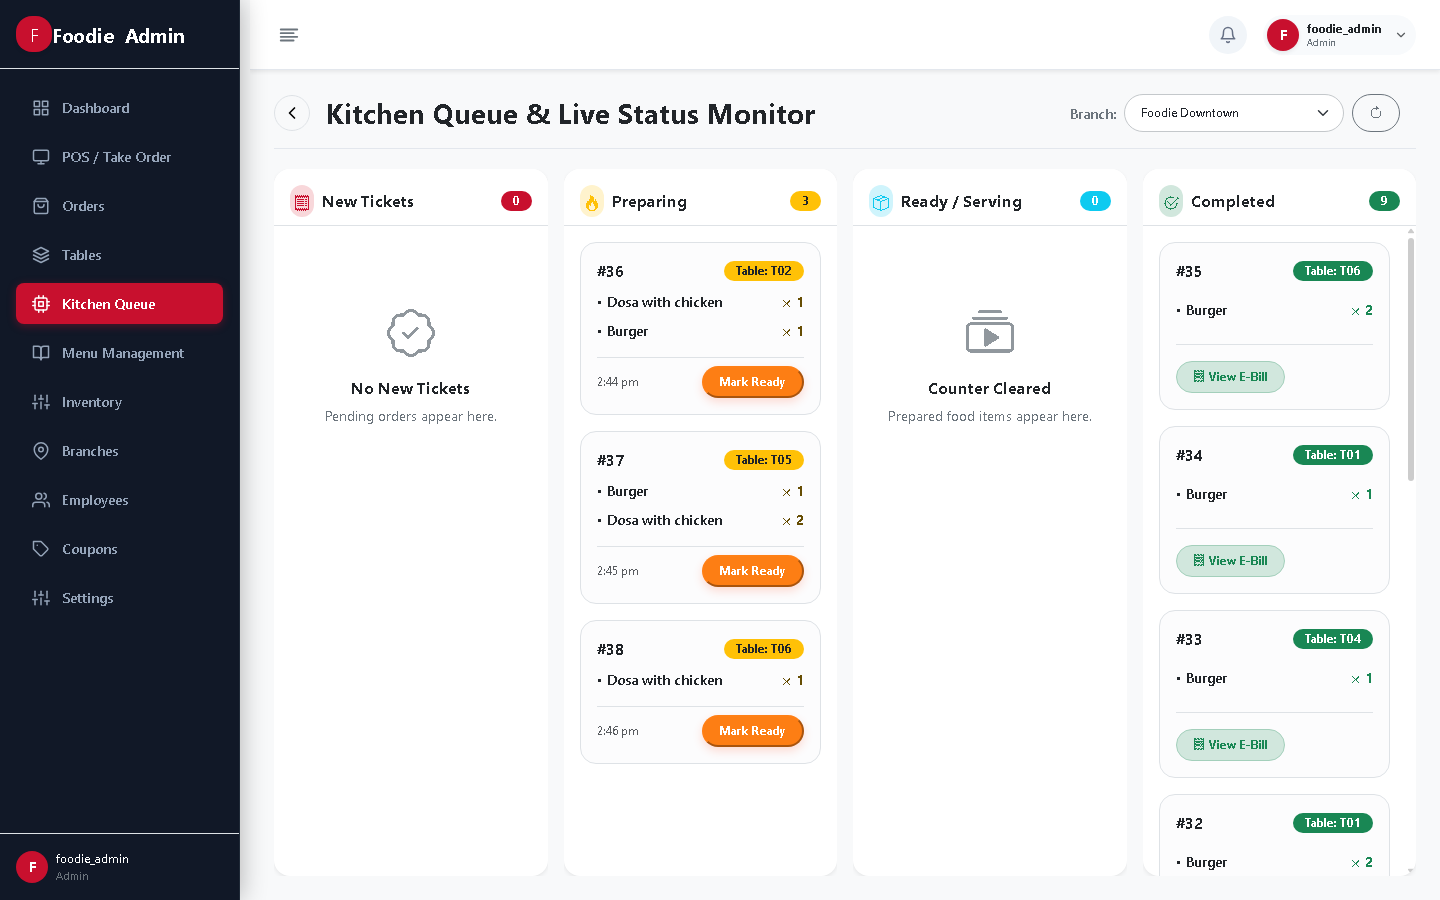 F Foodie Admin
Dashboard
POS / Take Order
Orders
Tables
Kitchen Queue
Menu Management
Inventory
Branches
Employees
Coupons
Settings
F foodie_admin
Admin
F foodie_admin
Admin
Kitchen Queue & Live Status Monitor
Branch: Foodie Downtown
New Tickets 0
No New Tickets
Pending orders appear here.
Preparing 3
#36 Table: T02
• Dosa with chicken × 1
• Burger × 1
2:44 pm Mark Ready
#37 Table: T05
• Burger × 1
• Dosa with chicken × 2
2:45 pm Mark Ready
#38 Table: T06
• Dosa with chicken × 1
2:46 pm Mark Ready
Ready / Serving 0
Counter Cleared
Prepared food items appear here.
Completed 9
#35 Table: T06
• Burger × 2
View E-Bill
#34 Table: T01
• Burger × 1
View E-Bill
#33 Table: T04
• Burger × 1
View E-Bill
#32 Table: T01
• Burger × 2